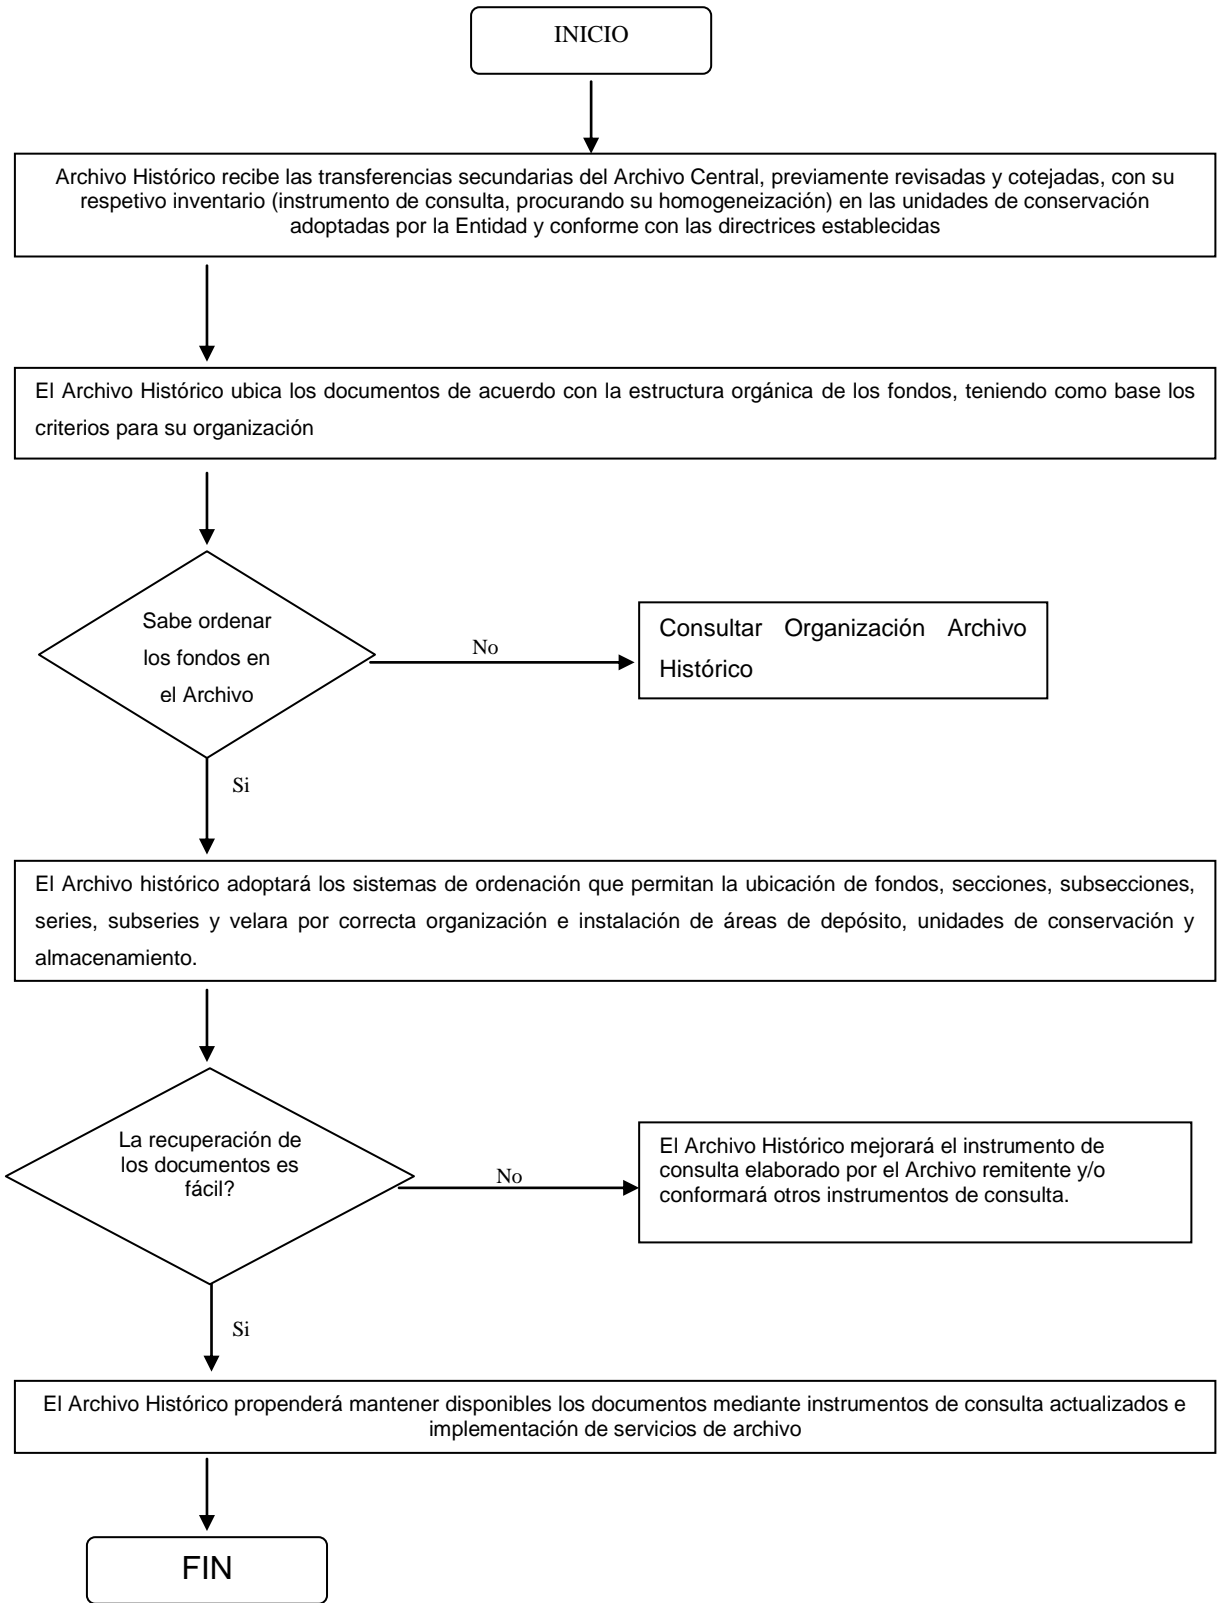 INICIO
Archivo Histórico recibe las transferencias secundarias del Archivo Central, previamente revisadas y cotejadas, con su
respetivo inventario (instrumento de consulta, procurando su homogeneización) en las unidades de conservación
adoptadas por la Entidad y conforme con las directrices establecidas
El Archivo Histórico ubica los documentos de acuerdo con la estructura orgánica de los fondos, teniendo como base los
criterios para su organización
Sabe ordenar
los fondos en
el Archivo
No
Consultar Organización Archivo
Histórico
Si
El Archivo histórico adoptará los sistemas de ordenación que permitan la ubicación de fondos, secciones, subsecciones,
series, subseries y velara por correcta organización e instalación de áreas de depósito, unidades de conservación y
almacenamiento.
La recuperación de
los documentos es
fácil?
No
El Archivo Histórico mejorará el instrumento de
consulta elaborado por el Archivo remitente y/o
conformará otros instrumentos de consulta.
Si
El Archivo Histórico propenderá mantener disponibles los documentos mediante instrumentos de consulta actualizados e
implementación de servicios de archivo
FIN